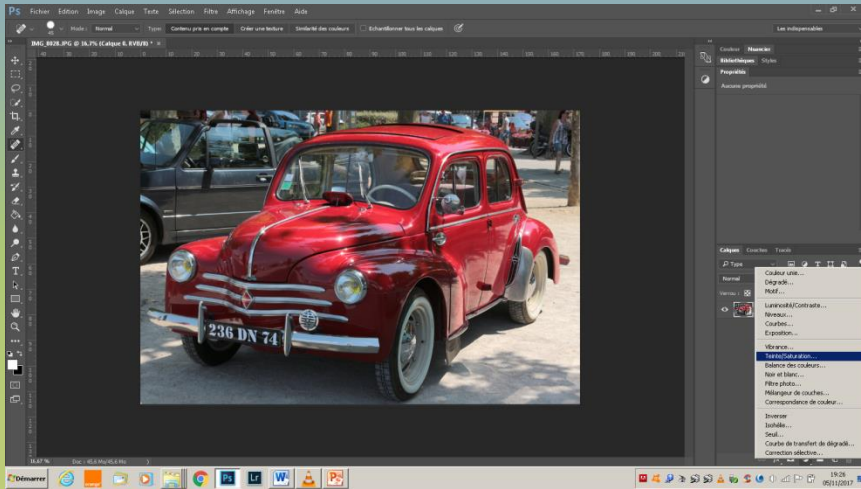 Ps Fichier Edition Image Calque Texte Sélection Filtre Affichage Fenêtre Aide
Mode : Normal Type : Contenu pris en compte Créer une texture Similarité des couleurs Echantillonner tous les calques Les indispensables
IMG_0028.JPG @ 16,7% (Calque 0, RVB/8) * ×
Couleur Nuancier
Bibliothèques Styles
Propriétés
Aucune propriété
236 DN 74
Calques Couches Tracés
Type
Normal
Verrou :
Couleur unie...
Dégradé...
Motif...
Luminosité/Contraste...
Niveaux...
Courbes...
Exposition...
Vibrance...
Teinte/Saturation...
Balance des couleurs...
Noir et blanc...
Filtre photo...
Mélangeur de couches...
Correspondance de couleur...
Inverser
Isohélie...
Seuil...
Courbe de transfert de dégradé...
Correction sélective...
16,67 % Doc : 45,6 Mo/45,6 Mo
Démarrer Ps Lr W 19:26
05/11/2017